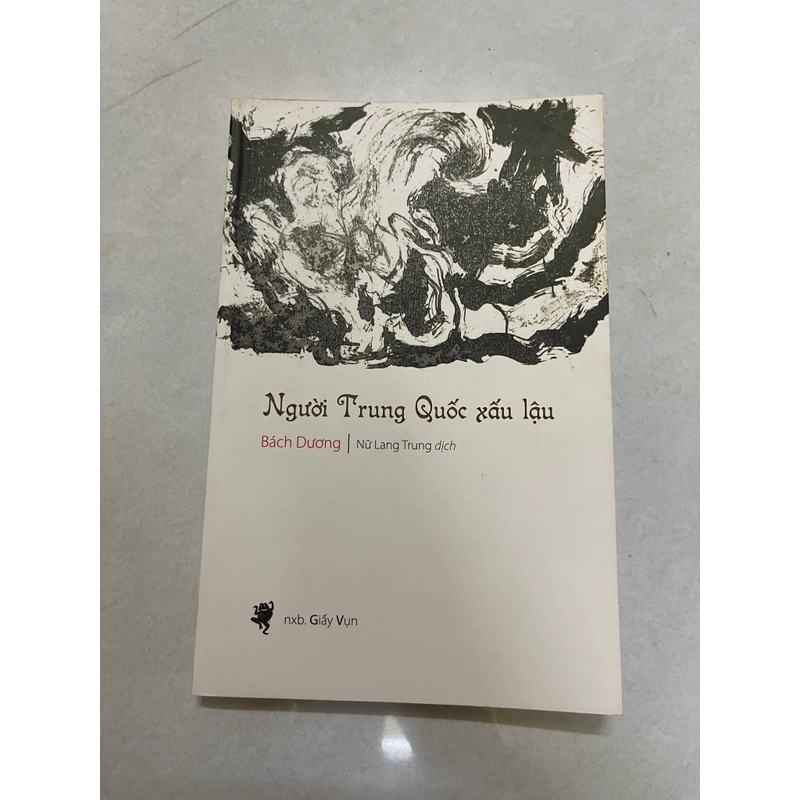 Người Trung Quốc xấu lậu
Bách Dương | Nữ Lang Trung dịch
nxb. Giấy Vụn